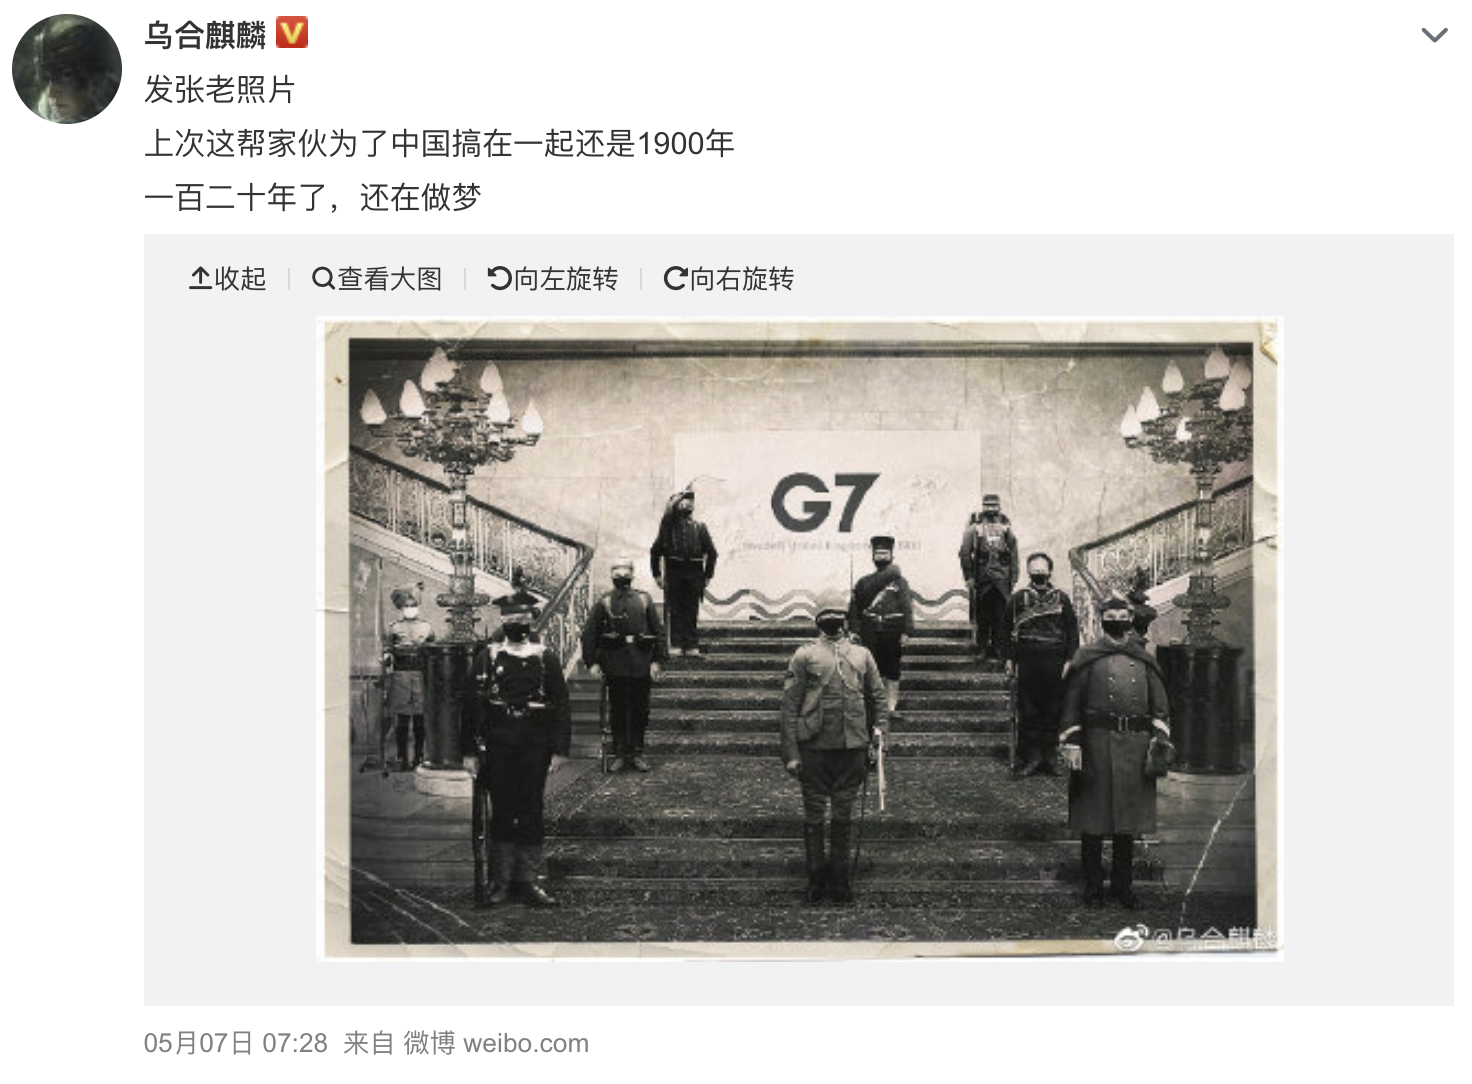 乌合麒麟
发张老照片
上次这帮家伙为了中国搞在一起还是1900年
一百二十年了，还在做梦
收起 查看大图 向左旋转 向右旋转
G7
United Kingdom
@乌合麒麟
05月07日 07:28 来自 微博 weibo.com